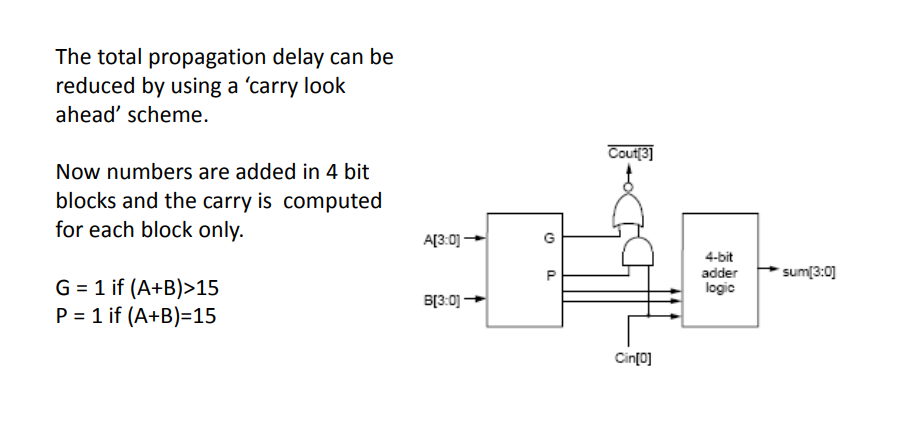 The total propagation delay can be
reduced by using a ‘carry look
ahead’ scheme.
Now numbers are added in 4 bit
blocks and the carry is computed
for each block only.
G = 1 if (A+B)>15
P = 1 if (A+B)=15
Cout[3]
A[3:0]
G
P
B[3:0]
4-bit
adder
logic
sum[3:0]
Cin[0]